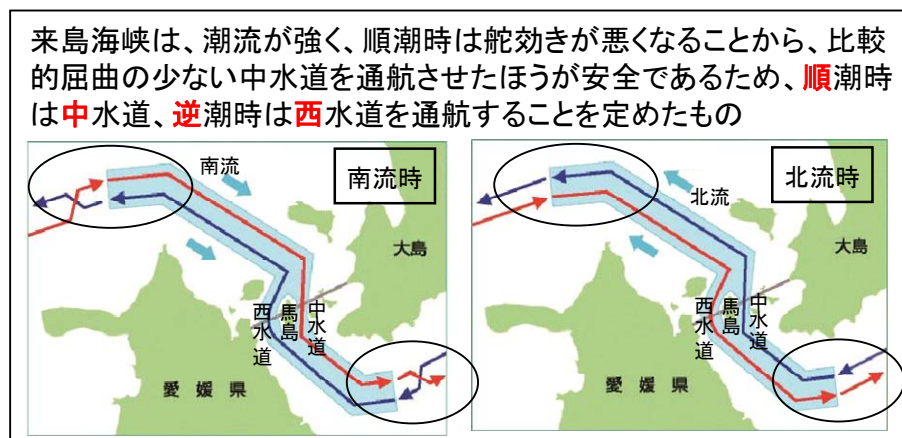 来島海峡は、潮流が強く、順潮時は舵効きが悪くなることから、比較
的屈曲の少ない中水道を通航させたほうが安全であるため、順潮時
は中水道、逆潮時は西水道を通航することを定めたもの
南流
南流時
大島
西水道
馬島
中水道
愛媛県
北流
北流時
大島
西水道
馬島
中水道
愛媛県